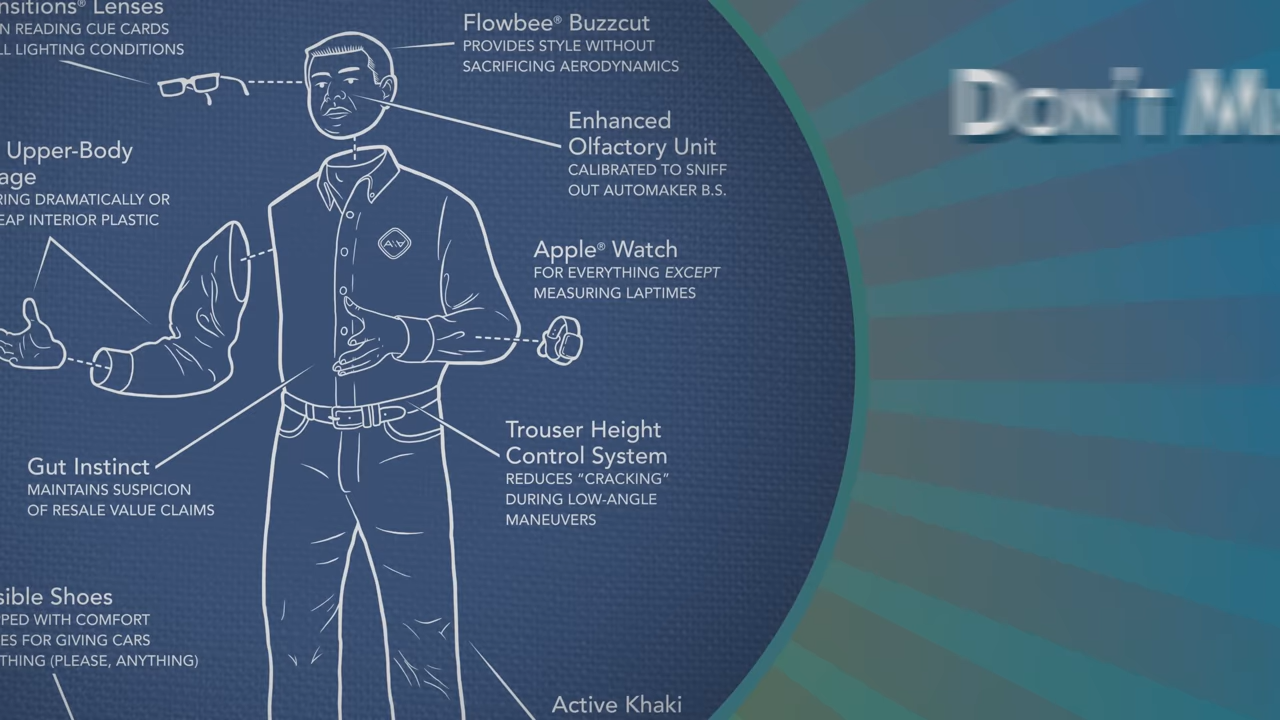 nsitions® Lenses
N READING CUE CARDS
LL LIGHTING CONDITIONS
Flowbee® Buzzcut
PROVIDES STYLE WITHOUT
SACRIFICING AERODYNAMICS
Enhanced
Olfactory Unit
CALIBRATED TO SNIFF
OUT AUTOMAKER B.S.
Upper-Body
age
RING DRAMATICALLY OR
EAP INTERIOR PLASTIC
Apple® Watch
FOR EVERYTHING EXCEPT
MEASURING LAPTIMES
Gut Instinct
MAINTAINS SUSPICION
OF RESALE VALUE CLAIMS
Trouser Height
Control System
REDUCES “CRACKING”
DURING LOW-ANGLE
MANEUVERS
sible Shoes
PPED WITH COMFORT
ES FOR GIVING CARS
THING (PLEASE, ANYTHING)
Active Khaki
DON'T